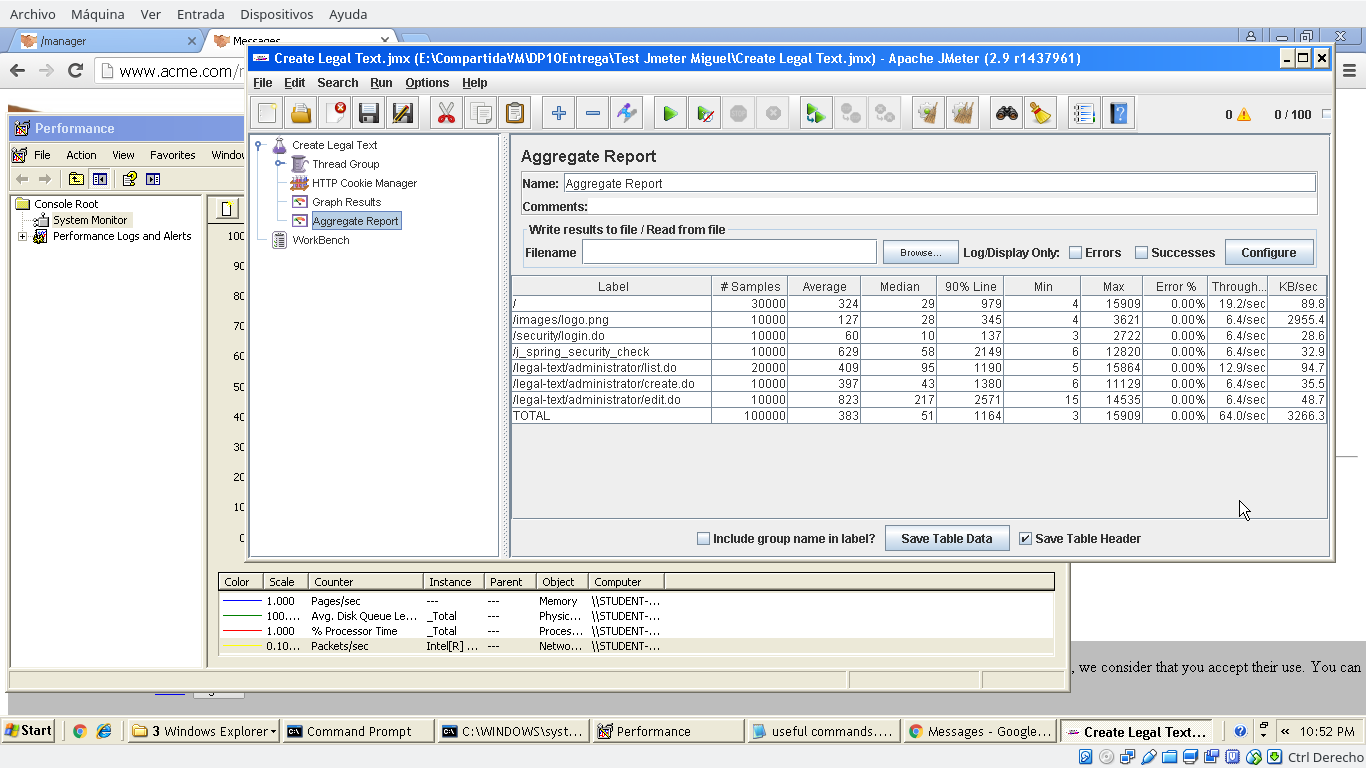 Archivo Máquina Ver Entrada Dispositivos Ayuda
/manager
Messages
www.acme.com/
Create Legal Text.jmx (E:\CompartidaVM\DP10Entrega\Test Jmeter Miguel\Create Legal Text.jmx) - Apache JMeter (2.9 r1437961)
File Edit Search Run Options Help
0 0 / 100
Performance
File Action View Favorites Window
Console Root
System Monitor
Performance Logs and Alerts
100
90
80
70
60
50
40
30
20
10
0
Create Legal Text
Thread Group
HTTP Cookie Manager
Graph Results
Aggregate Report
WorkBench
Aggregate Report
Name: Aggregate Report
Comments:
Write results to file / Read from file
Filename Browse... Log/Display Only: Errors Successes Configure
Label # Samples Average Median 90% Line Min Max Error % Through... KB/sec
/ 30000 324 29 979 4 15909 0.00% 19.2/sec 89.8
/images/logo.png 10000 127 28 345 4 3621 0.00% 6.4/sec 2955.4
/security/login.do 10000 60 10 137 3 2722 0.00% 6.4/sec 28.6
/j_spring_security_check 10000 629 58 2149 6 12820 0.00% 6.4/sec 32.9
/legal-text/administrator/list.do 20000 409 95 1190 5 15864 0.00% 12.9/sec 94.7
/legal-text/administrator/create.do 10000 397 43 1380 6 11129 0.00% 6.4/sec 35.5
/legal-text/administrator/edit.do 10000 823 217 2571 15 14535 0.00% 6.4/sec 48.7
TOTAL 100000 383 51 1164 3 15909 0.00% 64.0/sec 3266.3
Include group name in label? Save Table Data Save Table Header
Color Scale Counter Instance Parent Object Computer
1.000 Pages/sec --- --- Memory \\STUDENT-...
100.... Avg. Disk Queue Le... _Total --- Physic... \\STUDENT-...
1.000 % Processor Time _Total --- Proces... \\STUDENT-...
0.10... Packets/sec Intel[R] ... --- Netwo... \\STUDENT-...
, we consider that you accept their use. You can
Start 3 Windows Explorer Command Prompt C:\WINDOWS\syst... Performance useful commands.... Messages - Google... Create Legal Text... 10:52 PM
Ctrl Derecho